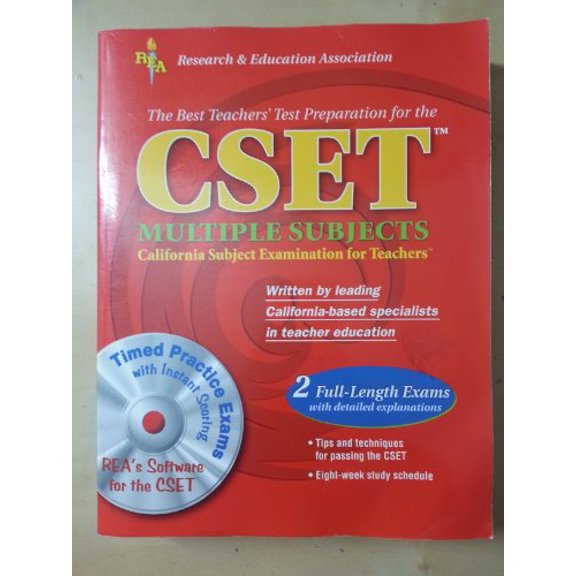 REA
Research & Education Association
The Best Teachers' Test Preparation for the
CSET™
MULTIPLE SUBJECTS
California Subject Examination for Teachers™
Written by leading
California-based specialists
in teacher education
Timed Practice Exams
with Instant Scoring
REA's Software
for the CSET
2 Full-Length Exams
with detailed explanations
• Tips and techniques
for passing the CSET
• Eight-week study schedule